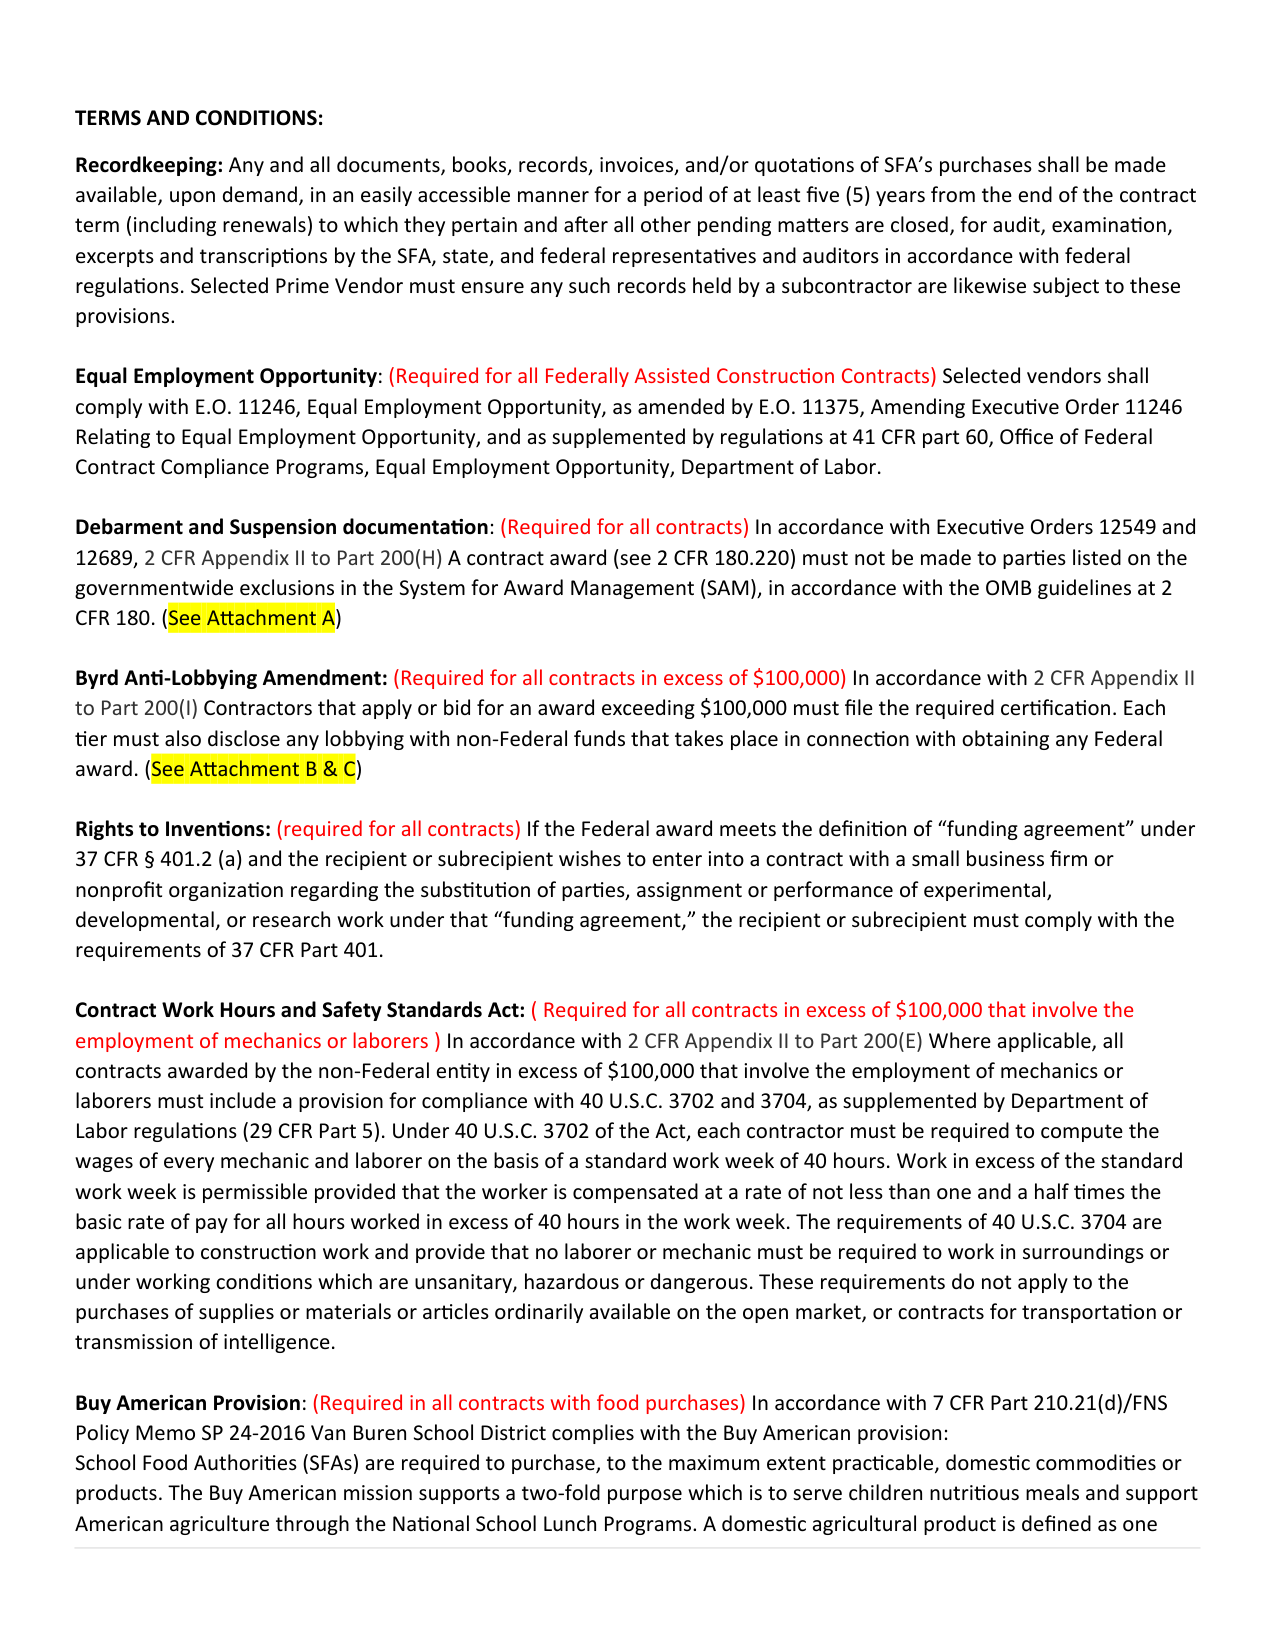 TERMS AND CONDITIONS:
Recordkeeping: Any and all documents, books, records, invoices, and/or quotations of SFA’s purchases shall be made
available, upon demand, in an easily accessible manner for a period of at least five (5) years from the end of the contract
term (including renewals) to which they pertain and after all other pending matters are closed, for audit, examination,
excerpts and transcriptions by the SFA, state, and federal representatives and auditors in accordance with federal
regulations. Selected Prime Vendor must ensure any such records held by a subcontractor are likewise subject to these
provisions.
Equal Employment Opportunity: (Required for all Federally Assisted Construction Contracts) Selected vendors shall
comply with E.O. 11246, Equal Employment Opportunity, as amended by E.O. 11375, Amending Executive Order 11246
Relating to Equal Employment Opportunity, and as supplemented by regulations at 41 CFR part 60, Office of Federal
Contract Compliance Programs, Equal Employment Opportunity, Department of Labor.
Debarment and Suspension documentation: (Required for all contracts) In accordance with Executive Orders 12549 and
12689, 2 CFR Appendix II to Part 200(H) A contract award (see 2 CFR 180.220) must not be made to parties listed on the
governmentwide exclusions in the System for Award Management (SAM), in accordance with the OMB guidelines at 2
CFR 180. (See Attachment A)
Byrd Anti-Lobbying Amendment: (Required for all contracts in excess of $100,000) In accordance with 2 CFR Appendix II
to Part 200(I) Contractors that apply or bid for an award exceeding $100,000 must file the required certification. Each
tier must also disclose any lobbying with non-Federal funds that takes place in connection with obtaining any Federal
award. (See Attachment B & C)
Rights to Inventions: (required for all contracts) If the Federal award meets the definition of “funding agreement” under
37 CFR § 401.2 (a) and the recipient or subrecipient wishes to enter into a contract with a small business firm or
nonprofit organization regarding the substitution of parties, assignment or performance of experimental,
developmental, or research work under that “funding agreement,” the recipient or subrecipient must comply with the
requirements of 37 CFR Part 401.
Contract Work Hours and Safety Standards Act: ( Required for all contracts in excess of $100,000 that involve the
employment of mechanics or laborers ) In accordance with 2 CFR Appendix II to Part 200(E) Where applicable, all
contracts awarded by the non-Federal entity in excess of $100,000 that involve the employment of mechanics or
laborers must include a provision for compliance with 40 U.S.C. 3702 and 3704, as supplemented by Department of
Labor regulations (29 CFR Part 5). Under 40 U.S.C. 3702 of the Act, each contractor must be required to compute the
wages of every mechanic and laborer on the basis of a standard work week of 40 hours. Work in excess of the standard
work week is permissible provided that the worker is compensated at a rate of not less than one and a half times the
basic rate of pay for all hours worked in excess of 40 hours in the work week. The requirements of 40 U.S.C. 3704 are
applicable to construction work and provide that no laborer or mechanic must be required to work in surroundings or
under working conditions which are unsanitary, hazardous or dangerous. These requirements do not apply to the
purchases of supplies or materials or articles ordinarily available on the open market, or contracts for transportation or
transmission of intelligence.
Buy American Provision: (Required in all contracts with food purchases) In accordance with 7 CFR Part 210.21(d)/FNS
Policy Memo SP 24-2016 Van Buren School District complies with the Buy American provision:
School Food Authorities (SFAs) are required to purchase, to the maximum extent practicable, domestic commodities or
products. The Buy American mission supports a two-fold purpose which is to serve children nutritious meals and support
American agriculture through the National School Lunch Programs. A domestic agricultural product is defined as one